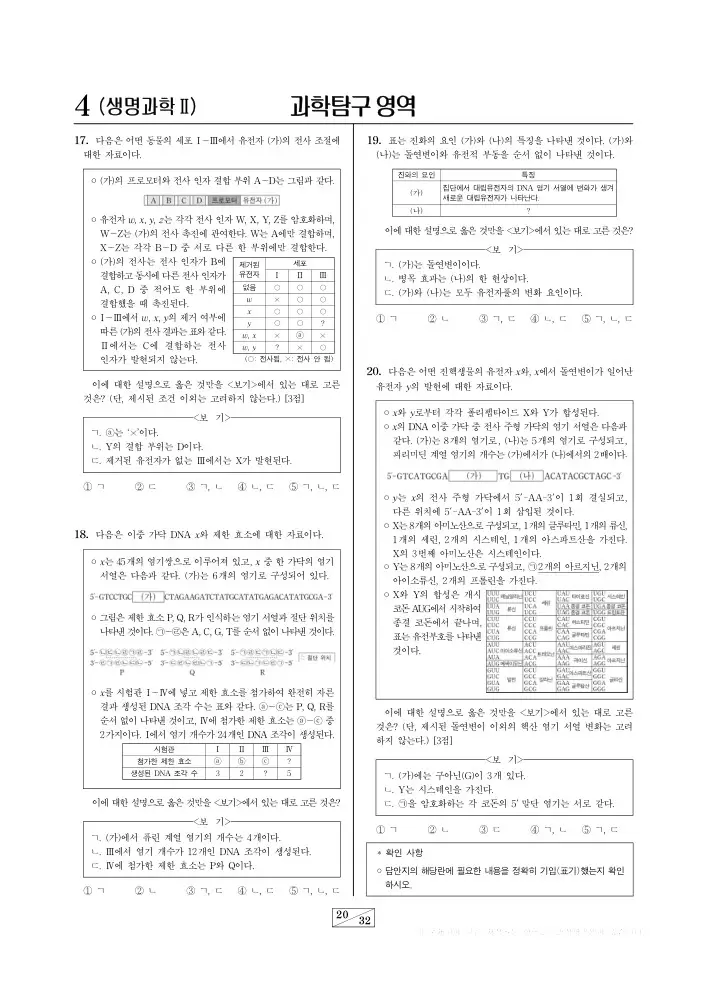 4 (생명과학Ⅱ)
과학탐구 영역
17. 다음은 어떤 동물의 세포 Ⅰ~Ⅲ에서 유전자 (가)의 전사 조절에
대한 자료이다.
○ (가)의 프로모터와 전사 인자 결합 부위 A~D는 그림과 같다.
A B C D 프로모터 유전자 (가)
○ 유전자 w, x, y, z는 각각 전사 인자 W, X, Y, Z를 암호화하며,
W~Z는 (가)의 전사 촉진에 관여한다. W는 A에만 결합하며,
X~Z는 각각 B~D 중 서로 다른 한 부위에만 결합한다.
○ (가)의 전사는 전사 인자가 B에
결합하고 동시에 다른 전사 인자가
A, C, D 중 적어도 한 부위에
결합했을 때 촉진된다.
○ Ⅰ~Ⅲ에서 w, x, y의 제거 여부에
따른 (가)의 전사 결과는 표와 같다.
Ⅱ에서는 C에 결합하는 전사
인자가 발현되지 않는다.
제거된 유전자 세포
Ⅰ Ⅱ Ⅲ
없음 ○ ○ ○
w × ○ ○
x ○ ○ ○
y ○ ○ ?
w, x × ⓐ ×
w, y ? × ○
(○: 전사됨, ×: 전사 안 됨)
이에 대한 설명으로 옳은 것만을 <보기>에서 있는 대로 고른
것은? (단, 제시된 조건 이외는 고려하지 않는다.) [3점]
<보 기>
ㄱ. ⓐ는 ‘×’이다.
ㄴ. Y의 결합 부위는 D이다.
ㄷ. 제거된 유전자가 없는 Ⅲ에서는 X가 발현된다.
① ㄱ ② ㄷ ③ ㄱ, ㄴ ④ ㄴ, ㄷ ⑤ ㄱ, ㄴ, ㄷ
18. 다음은 이중 가닥 DNA x와 제한 효소에 대한 자료이다.
○ x는 45개의 염기쌍으로 이루어져 있고, x 중 한 가닥의 염기
서열은 다음과 같다. (가)는 6개의 염기로 구성되어 있다.
5′-GTCCTGC (가) CTAGAAGATCTATGCATATGAGACATATGCGA-3′
○ 그림은 제한 효소 P, Q, R가 인식하는 염기 서열과 절단 위치를
나타낸 것이다. ㉠~㉣은 A, C, G, T를 순서 없이 나타낸 것이다.
절단 위치
P Q R
○ x를 시험관 Ⅰ~Ⅳ에 넣고 제한 효소를 첨가하여 완전히 자른
결과 생성된 DNA 조각 수는 표와 같다. ⓐ~ⓒ는 P, Q, R를
순서 없이 나타낸 것이고, Ⅳ에 첨가한 제한 효소는 ⓐ~ⓒ 중
2가지이다. Ⅰ에서 염기 개수가 24개인 DNA 조각이 생성된다.
시험관 Ⅰ Ⅱ Ⅲ Ⅳ
첨가한 제한 효소 ⓐ ⓑ ⓒ ?
생성된 DNA 조각 수 3 2 ? 5
이에 대한 설명으로 옳은 것만을 <보기>에서 있는 대로 고른 것은?
<보 기>
ㄱ. (가)에서 퓨린 계열 염기의 개수는 4개이다.
ㄴ. Ⅲ에서 염기 개수가 12개인 DNA 조각이 생성된다.
ㄷ. Ⅳ에 첨가한 제한 효소는 P와 Q이다.
① ㄱ ② ㄴ ③ ㄱ, ㄷ ④ ㄴ, ㄷ ⑤ ㄱ, ㄴ, ㄷ
19. 표는 진화의 요인 (가)와 (나)의 특징을 나타낸 것이다. (가)와
(나)는 돌연변이와 유전적 부동을 순서 없이 나타낸 것이다.
진화의 요인 특징
(가) 집단에서 대립유전자의 DNA 염기 서열에 변화가 생겨
새로운 대립유전자가 나타난다.
(나) ?
이에 대한 설명으로 옳은 것만을 <보기>에서 있는 대로 고른 것은?
<보 기>
ㄱ. (가)는 돌연변이이다.
ㄴ. 병목 효과는 (나)의 한 현상이다.
ㄷ. (가)와 (나)는 모두 유전자풀의 변화 요인이다.
① ㄱ ② ㄴ ③ ㄱ, ㄷ ④ ㄴ, ㄷ ⑤ ㄱ, ㄴ, ㄷ
20. 다음은 어떤 진핵생물의 유전자 x와, x에서 돌연변이가 일어난
유전자 y의 발현에 대한 자료이다.
○ x와 y로부터 각각 폴리펩타이드 X와 Y가 합성된다.
○ x의 DNA 이중 가닥 중 전사 주형 가닥의 염기 서열은 다음과
같다. (가)는 8개의 염기로, (나)는 5개의 염기로 구성되고,
피리미딘 계열 염기의 개수는 (가)에서가 (나)에서의 2배이다.
5′-GTCATGCGA (가) TG (나) ACATACGCTAGC-3′
○ y는 x의 전사 주형 가닥에서 5′-AA-3′이 1회 결실되고,
다른 위치에 5′-AA-3′이 1회 삽입된 것이다.
○ X는 8개의 아미노산으로 구성되고, 1개의 글루타민, 1개의 류신,
1개의 세린, 2개의 시스테인, 1개의 아스파트산을 가진다.
X의 3번째 아미노산은 시스테인이다.
○ Y는 8개의 아미노산으로 구성되고, ㉠2개의 아르지닌, 2개의
아이소류신, 2개의 프롤린을 가진다.
○ X와 Y의 합성은 개시
코돈 AUG에서 시작하여
종결 코돈에서 끝나며,
표는 유전부호를 나타낸
것이다.
이에 대한 설명으로 옳은 것만을 <보기>에서 있는 대로 고른
것은? (단, 제시된 돌연변이 이외의 핵산 염기 서열 변화는 고려
하지 않는다.) [3점]
<보 기>
ㄱ. (가)에는 구아닌(G)이 3개 있다.
ㄴ. Y는 시스테인을 가진다.
ㄷ. ㉠을 암호화하는 각 코돈의 5′ 말단 염기는 서로 같다.
① ㄱ ② ㄴ ③ ㄷ ④ ㄱ, ㄴ ⑤ ㄱ, ㄷ
* 확인 사항
○ 답안지의 해당란에 필요한 내용을 정확히 기입(표기)했는지 확인
하시오.
20 32